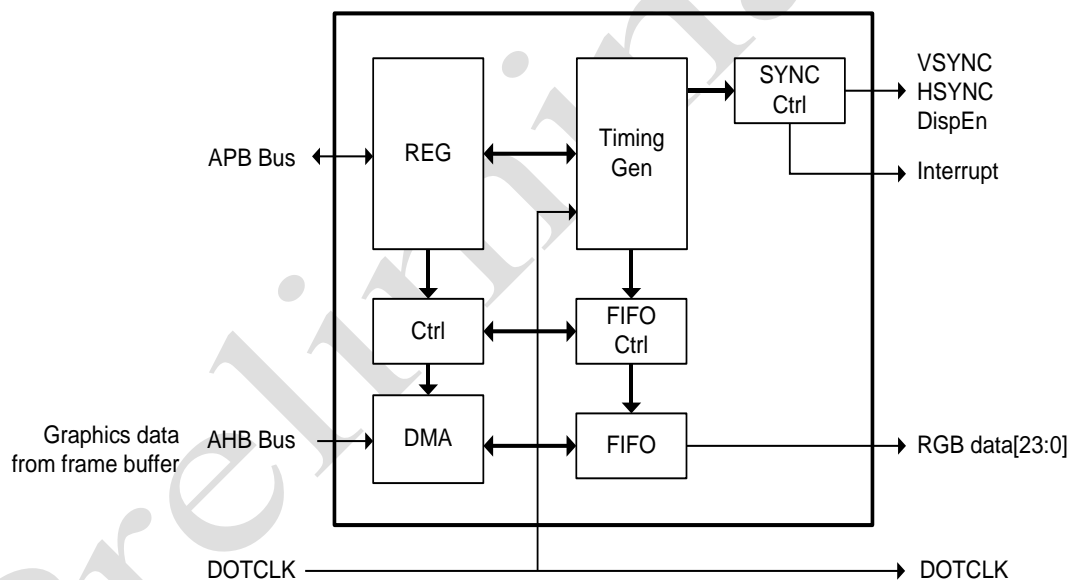 VSYNC
HSYNC
DispEn
SYNC
Ctrl
APB Bus
REG
Timing
Gen
Interrupt
Ctrl
FIFO
Ctrl
Graphics data
from frame buffer
AHB Bus
DMA
FIFO
RGB data[23:0]
DOTCLK
DOTCLK
Prelimina